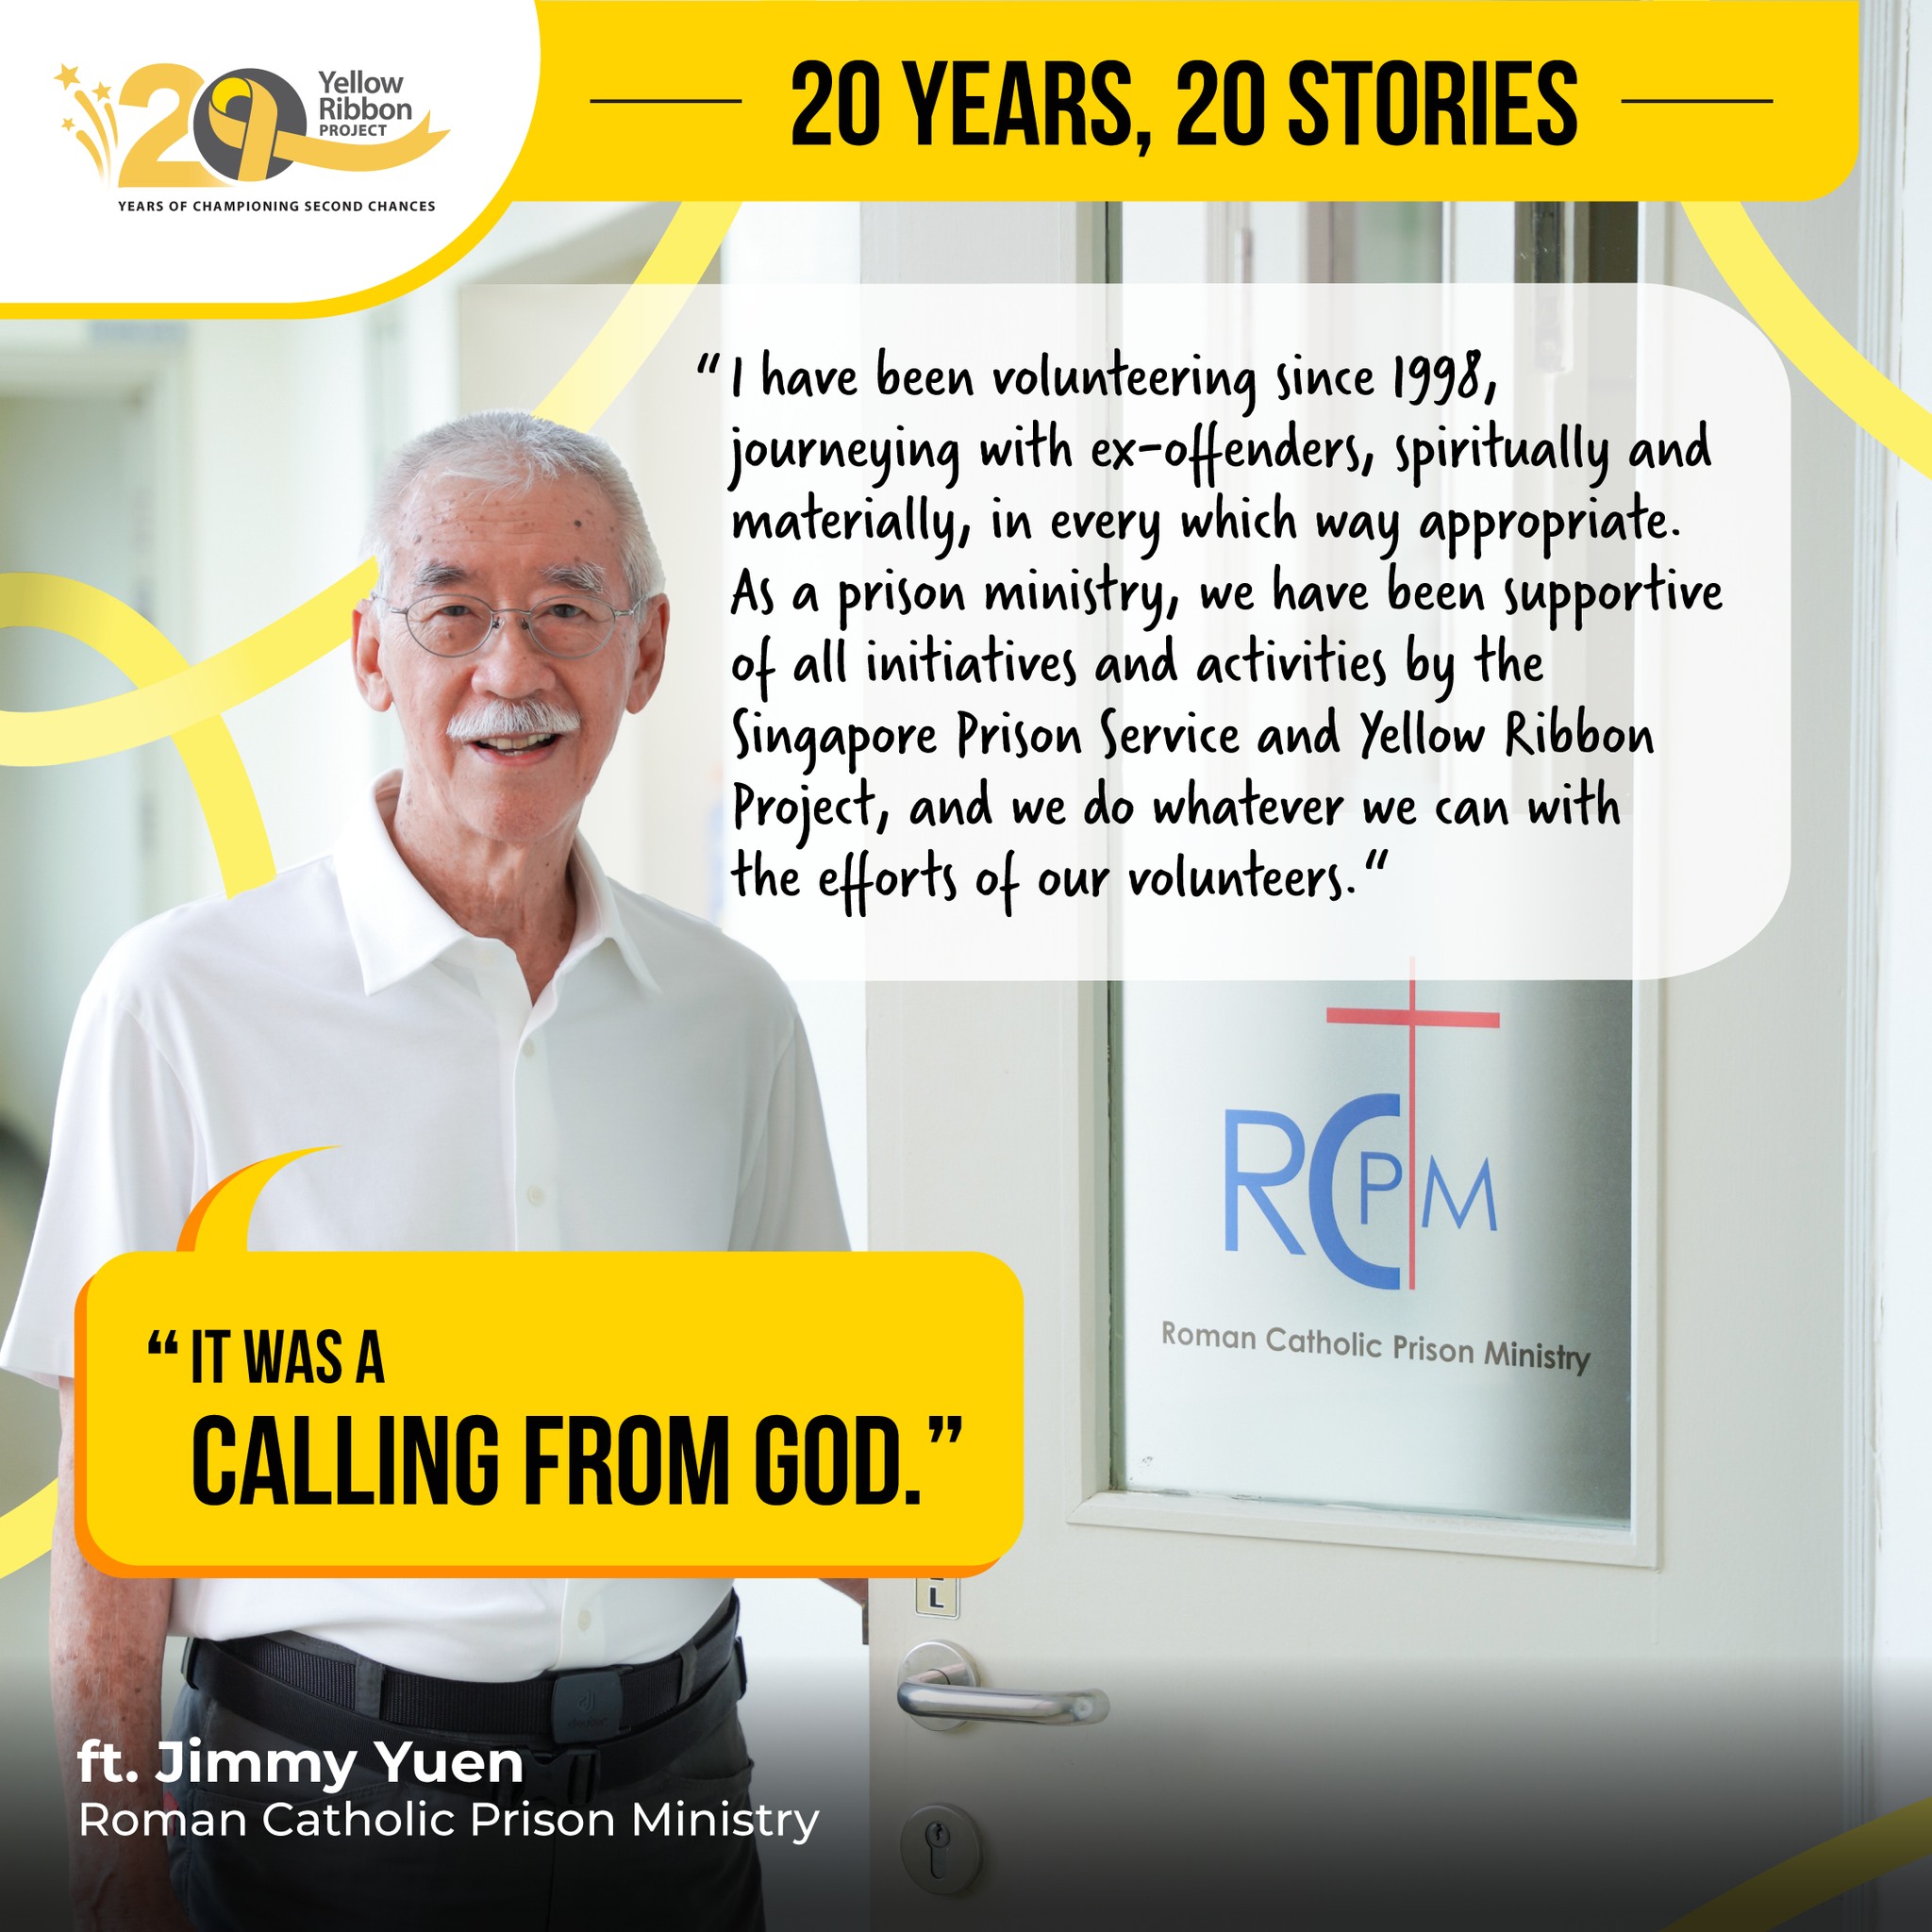 20 Yellow
Ribbon
PROJECT
YEARS OF CHAMPIONING SECOND CHANCES
20 YEARS, 20 STORIES
“I have been volunteering since 1998,
journeying with ex-offenders, spiritually and
materially, in every which way appropriate.
As a prison ministry, we have been supportive
of all initiatives and activities by the
Singapore Prison Service and Yellow Ribbon
Project, and we do whatever we can with
the efforts of our volunteers.“
RCPM
Roman Catholic Prison Ministry
“IT WAS A
CALLING FROM GOD.”
L
ft. Jimmy Yuen
Roman Catholic Prison Ministry